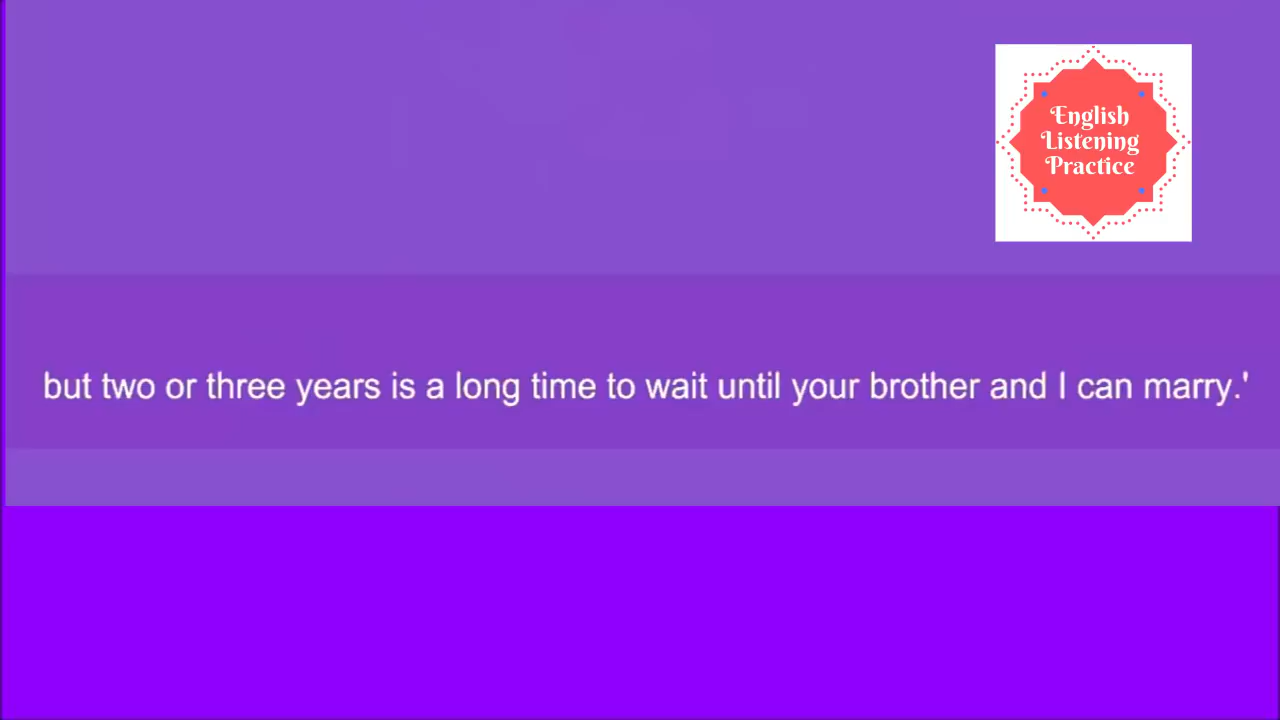 English
Listening
Practice
but two or three years is a long time to wait until your brother and I can marry.'